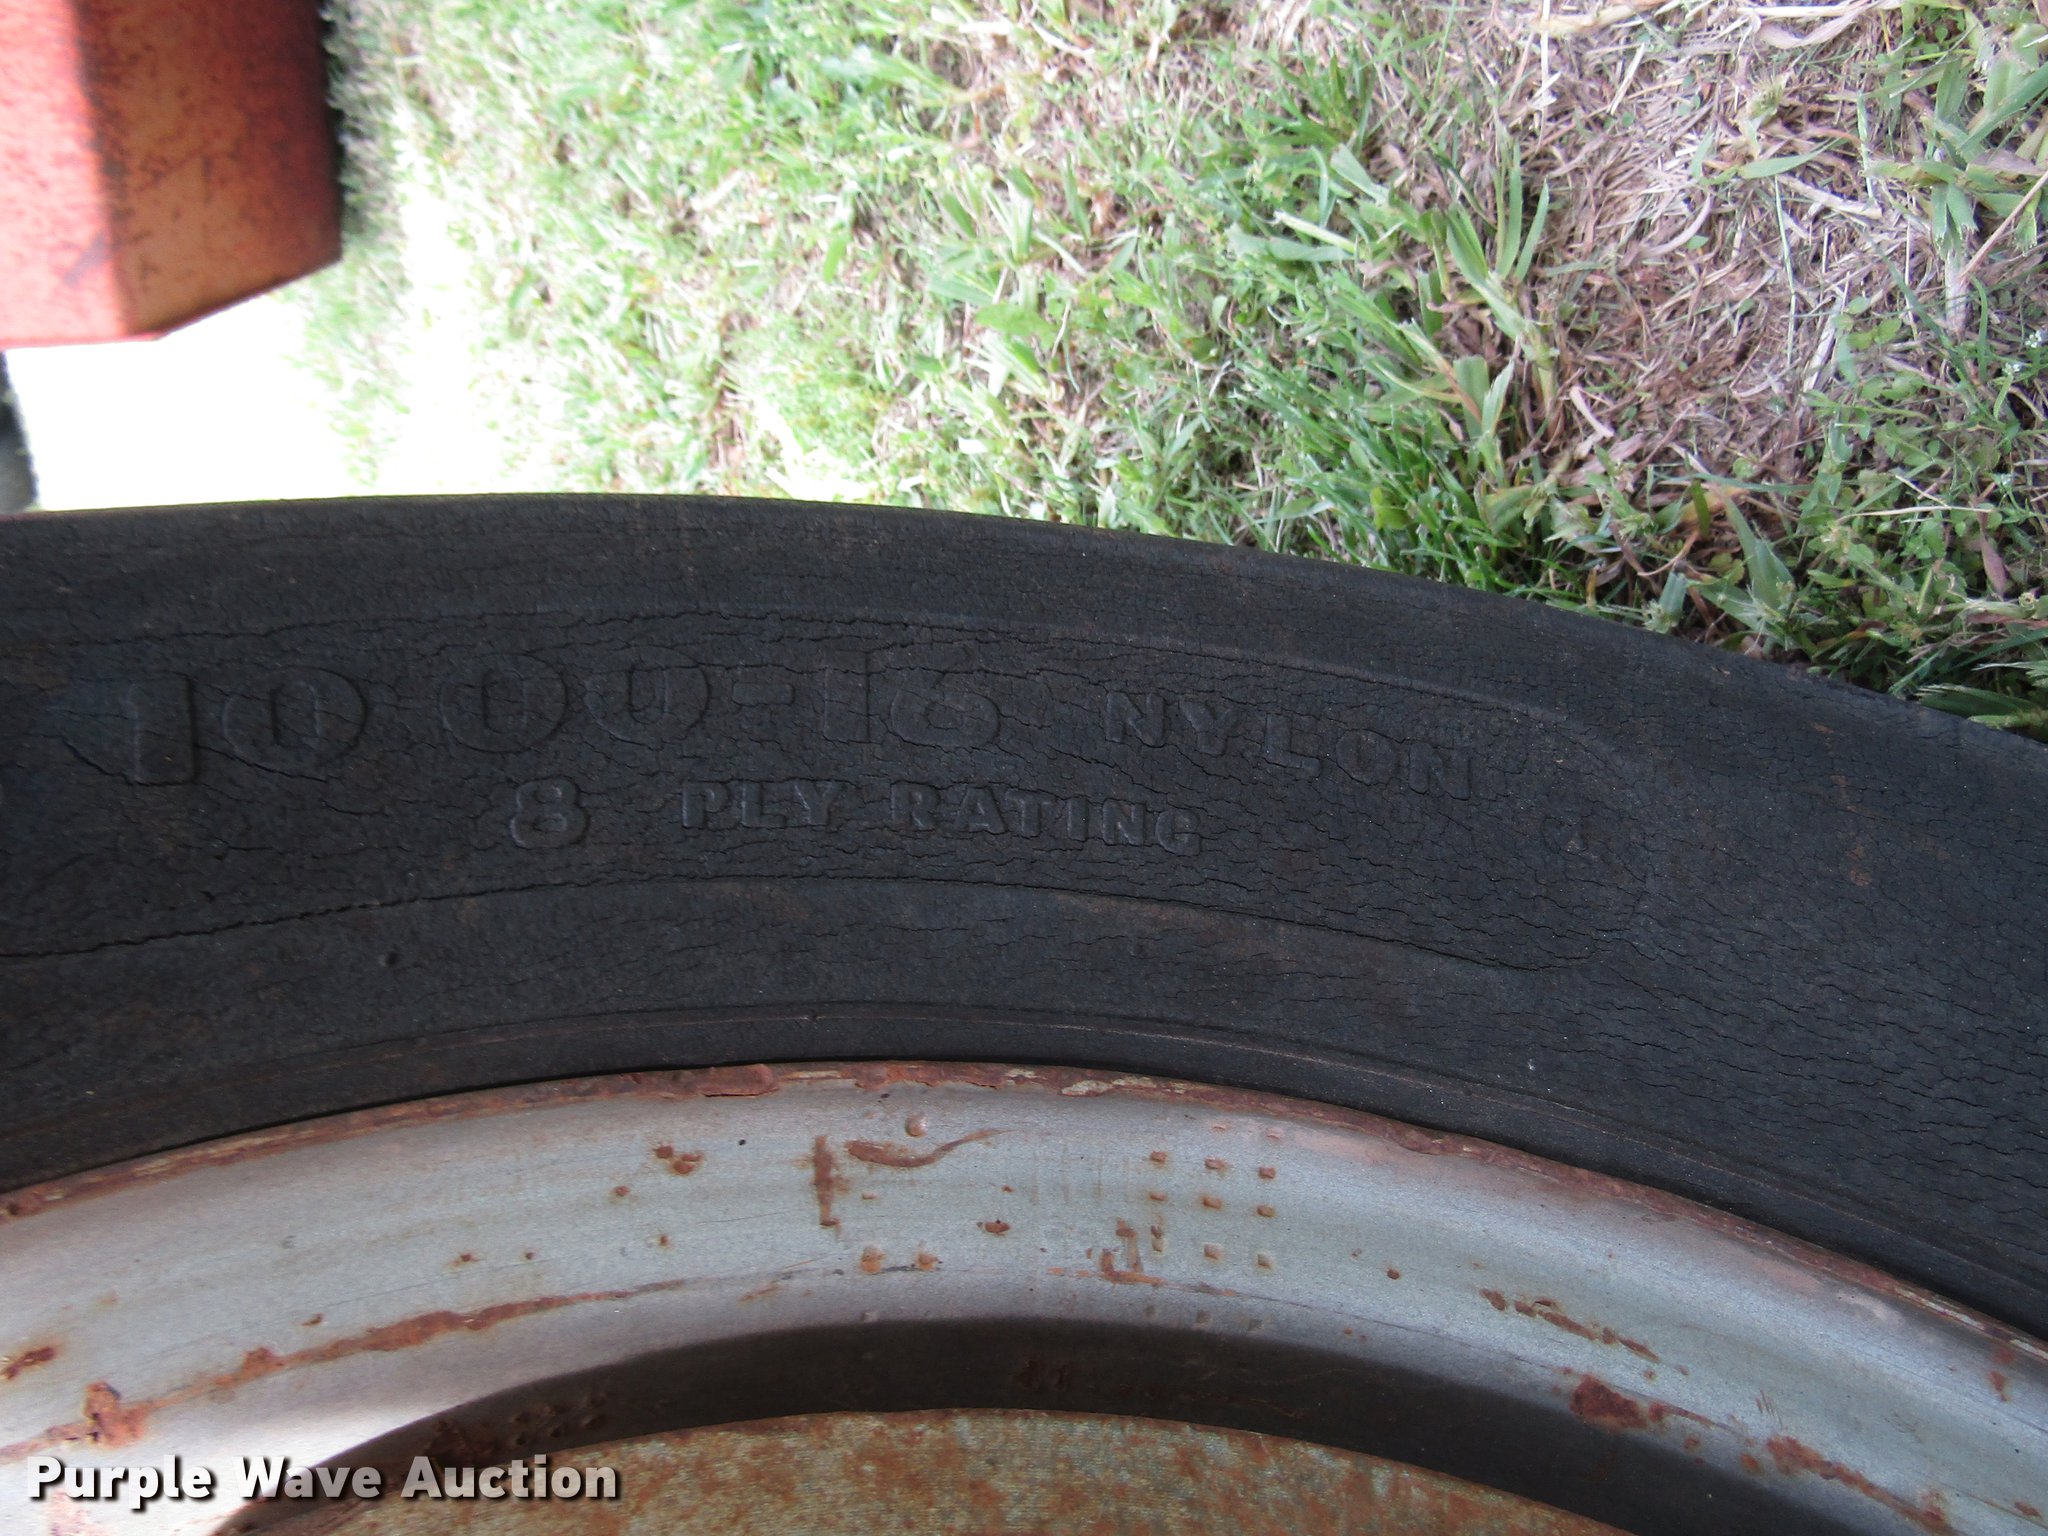 10.00-16 NYLON
8 PLY RATING
Purple Wave Auction